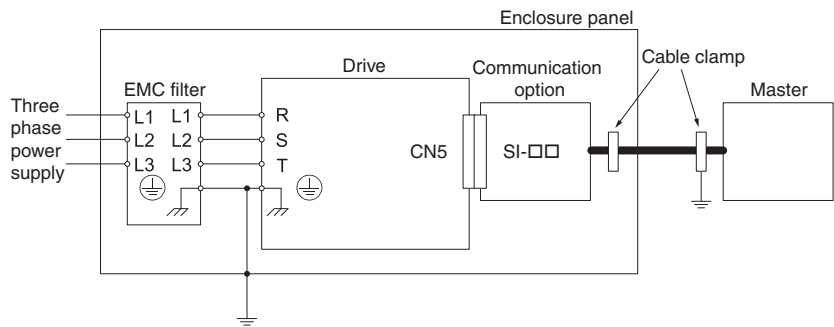 Enclosure panel
Drive
Communication
option
Cable clamp
Master
EMC filter
Three
phase
power
supply
L1 L1 R
L2 L2 S
L3 L3 T
CN5
SI-□□